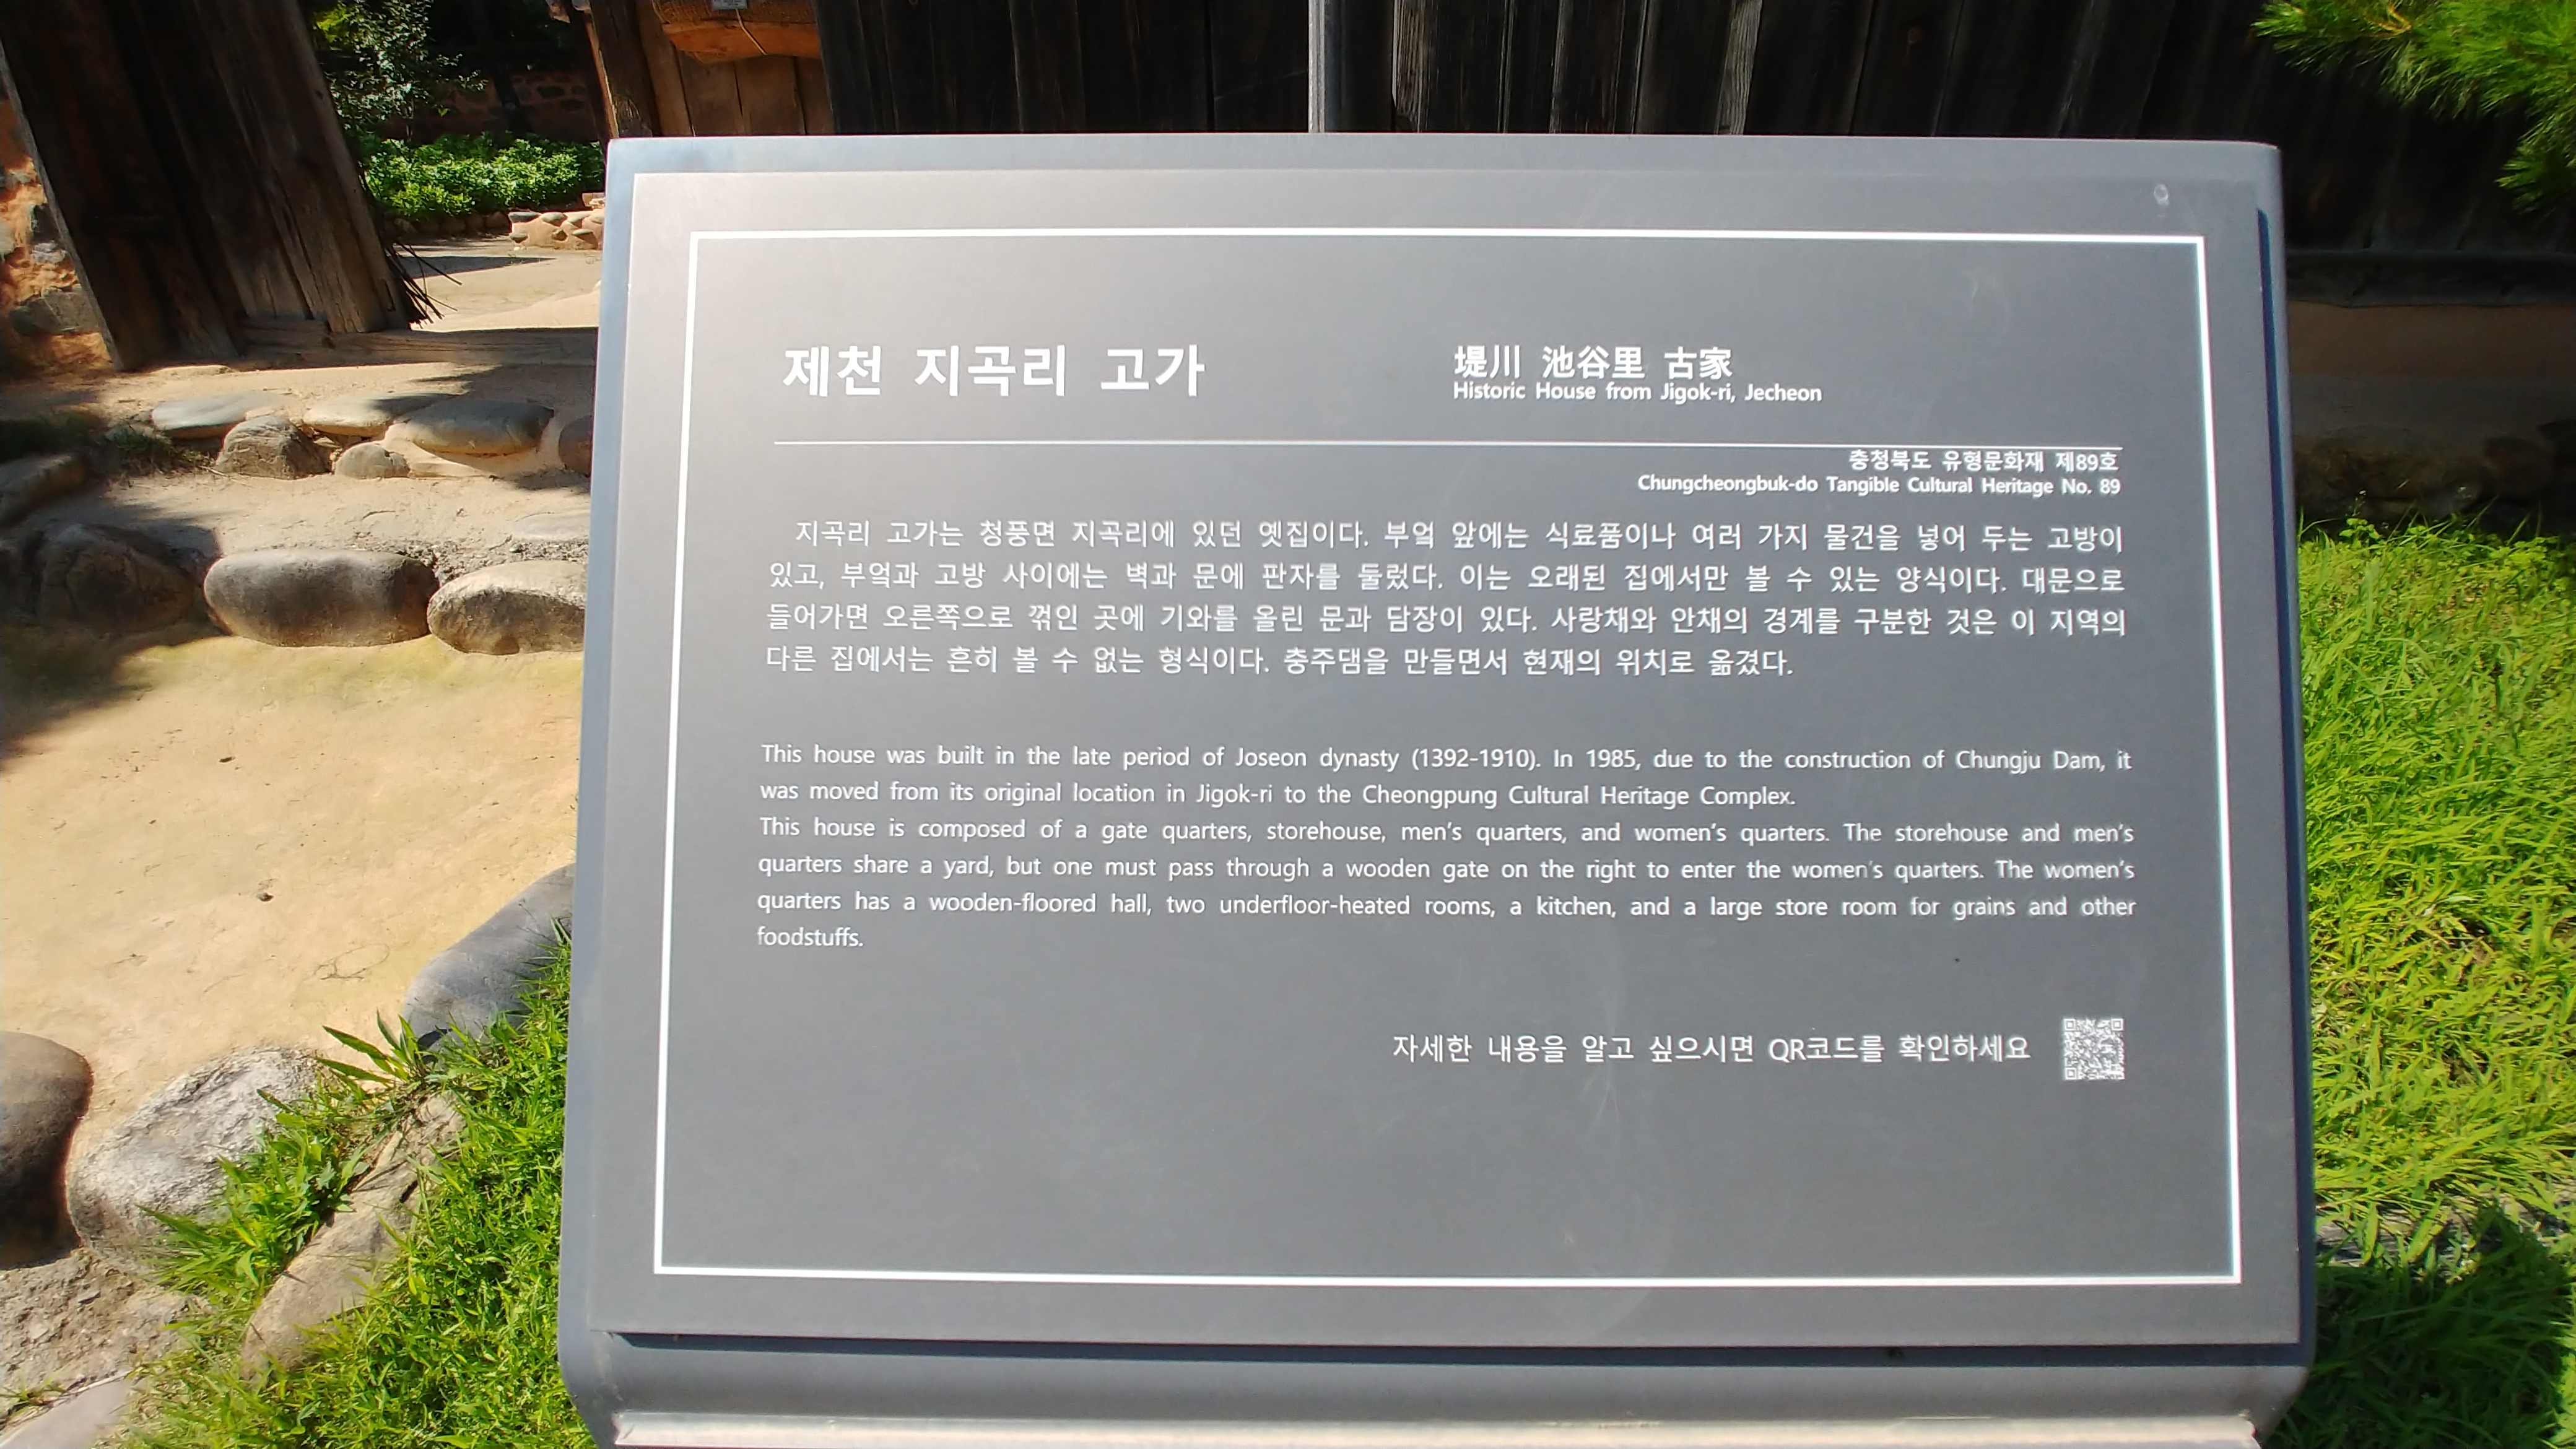 제천 지곡리 고가
堤川 池谷里 古家
Historic House from Jigok-ri, Jecheon
충청북도 유형문화재 제89호
Chungcheongbuk-do Tangible Cultural Heritage No. 89
지곡리 고가는 청풍면 지곡리에 있던 옛집이다. 부엌 앞에는 식료품이나 여러 가지 물건을 넣어 두는 고방이
있고, 부엌과 고방 사이에는 벽과 문에 판자를 둘렀다. 이는 오래된 집에서만 볼 수 있는 양식이다. 대문으로
들어가면 오른쪽으로 꺾인 곳에 기와를 올린 문과 담장이 있다. 사랑채와 안채의 경계를 구분한 것은 이 지역의
다른 집에서는 흔히 볼 수 없는 형식이다. 충주댐을 만들면서 현재의 위치로 옮겼다.
This house was built in the late period of Joseon dynasty (1392-1910). In 1985, due to the construction of Chungju Dam, it
was moved from its original location in Jigok-ri to the Cheongpung Cultural Heritage Complex.
This house is composed of a gate quarters, storehouse, men's quarters, and women's quarters. The storehouse and men's
quarters share a yard, but one must pass through a wooden gate on the right to enter the women's quarters. The women's
quarters has a wooden-floored hall, two underfloor-heated rooms, a kitchen, and a large store room for grains and other
foodstuffs.
자세한 내용을 알고 싶으시면 QR코드를 확인하세요